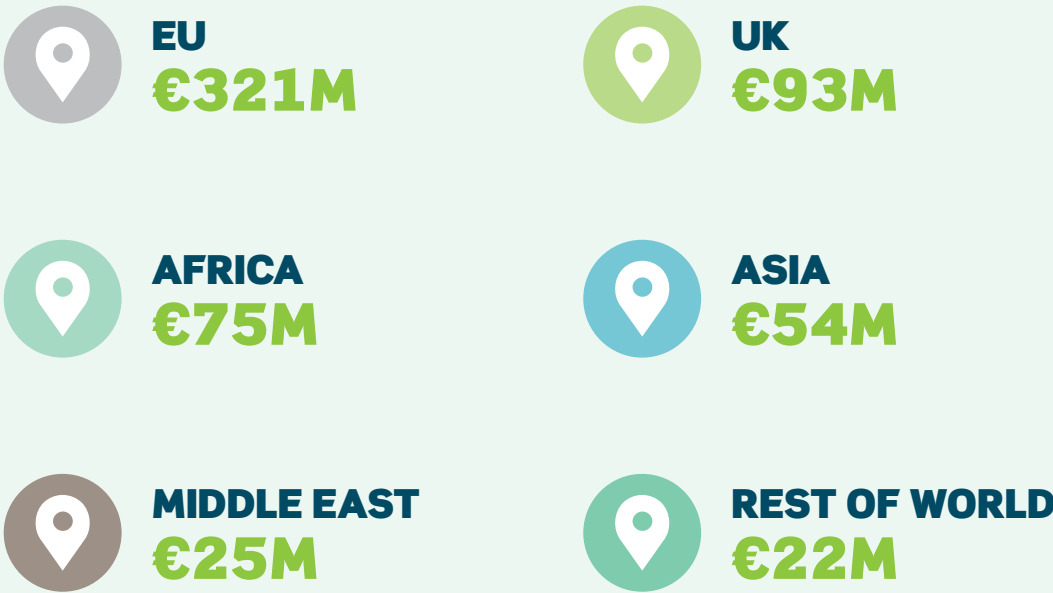 EU
€321M
UK
€93M
AFRICA
€75M
ASIA
€54M
MIDDLE EAST
€25M
REST OF WORLD
€22M